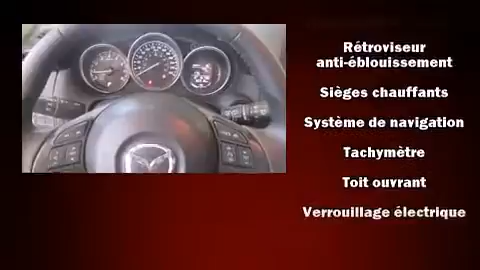 Rétroviseur
anti-éblouissement
Sièges chauffants
Système de navigation
Tachymètre
Toit ouvrant
Verrouillage électrique